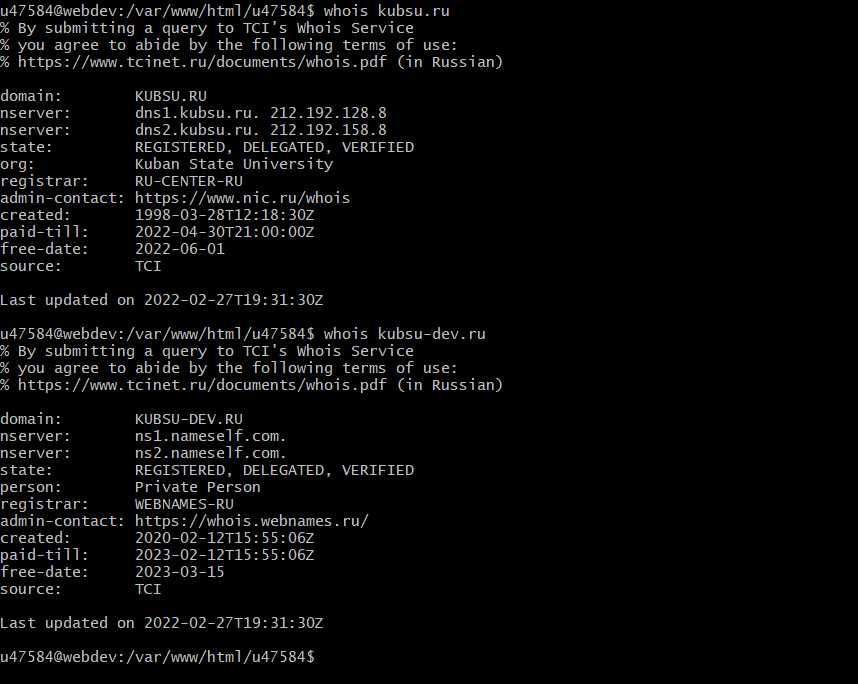 u47584@webdev:/var/www/html/u47584$ whois kubsu.ru
% By submitting a query to TCI's Whois Service
% you agree to abide by the following terms of use:
% https://www.tcinet.ru/documents/whois.pdf (in Russian)
domain: KUBSU.RU
nserver: dns1.kubsu.ru. 212.192.128.8
nserver: dns2.kubsu.ru. 212.192.158.8
state: REGISTERED, DELEGATED, VERIFIED
org: Kuban State University
registrar: RU-CENTER-RU
admin-contact: https://www.nic.ru/whois
created: 1998-03-28T12:18:30Z
paid-till: 2022-04-30T21:00:00Z
free-date: 2022-06-01
source: TCI
Last updated on 2022-02-27T19:31:30Z
u47584@webdev:/var/www/html/u47584$ whois kubsu-dev.ru
% By submitting a query to TCI's Whois Service
% you agree to abide by the following terms of use:
% https://www.tcinet.ru/documents/whois.pdf (in Russian)
domain: KUBSU-DEV.RU
nserver: ns1.nameself.com.
nserver: ns2.nameself.com.
state: REGISTERED, DELEGATED, VERIFIED
person: Private Person
registrar: WEBNAMES-RU
admin-contact: https://whois.webnames.ru/
created: 2020-02-12T15:55:06Z
paid-till: 2023-02-12T15:55:06Z
free-date: 2023-03-15
source: TCI
Last updated on 2022-02-27T19:31:30Z
u47584@webdev:/var/www/html/u47584$